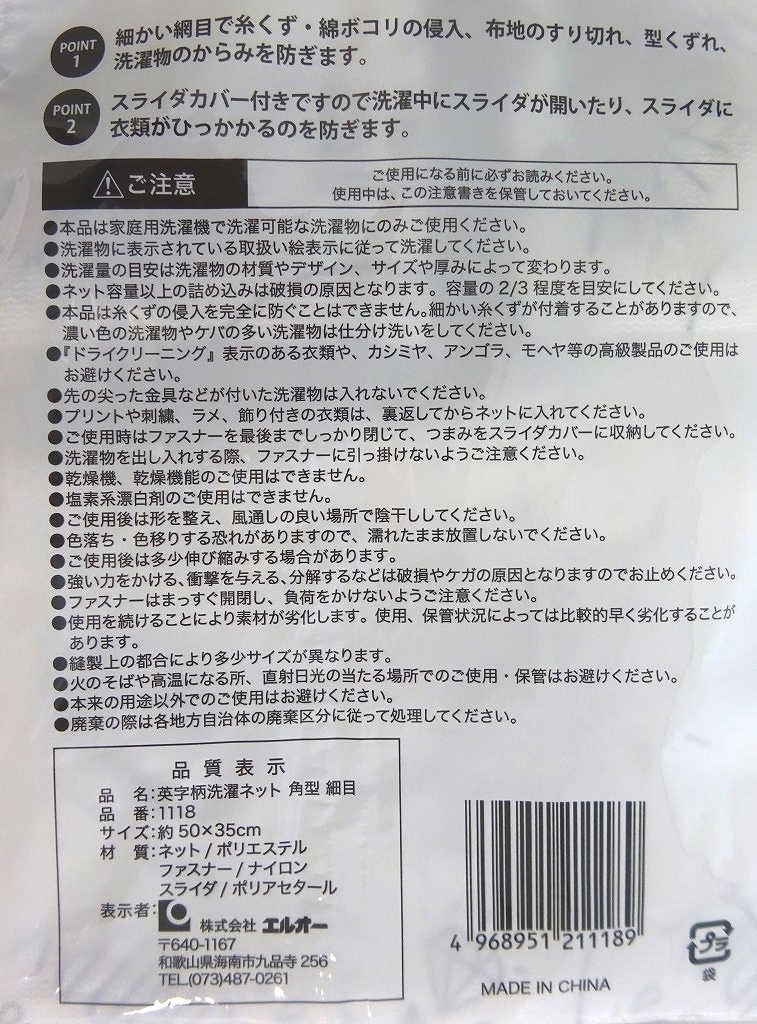 POINT 1
細かい網目で糸くず・綿ボコリの侵入、布地のすり切れ、型くずれ、
洗濯物のからみを防ぎます。
POINT 2
スライダカバー付きですので洗濯中にスライダが開いたり、スライダに
衣類がひっかかるのを防ぎます。
ご注意
ご使用になる前に必ずお読みください。
使用中は、この注意書きを保管しておいてください。
●本品は家庭用洗濯機で洗濯可能な洗濯物にのみご使用ください。
●洗濯物に表示されている取扱い絵表示に従って洗濯してください。
●洗濯量の目安は洗濯物の材質やデザイン、サイズや厚みによって変わります。
●ネット容量以上の詰め込みは破損の原因となります。容量の2/3程度を目安にしてください。
●本品は糸くずの侵入を完全に防ぐことはできません。細かい糸くずが付着することがありますので、
濃い色の洗濯物やケバの多い洗濯物は仕分け洗いをしてください。
●『ドライクリーニング』表示のある衣類や、カシミヤ、アンゴラ、モヘヤ等の高級製品のご使用は
お避けください。
●先の尖った金具などが付いた洗濯物は入れないでください。
●プリントや刺繍、ラメ、飾り付きの衣類は、裏返してからネットに入れてください。
●ご使用時はファスナーを最後までしっかり閉じて、つまみをスライダカバーに収納してください。
●洗濯物を出し入れする際、ファスナーに引っ掛けないようご注意ください。
●乾燥機、乾燥機能のご使用はできません。
●塩素系漂白剤のご使用はできません。
●ご使用後は形を整え、風通しの良い場所で陰干ししてください。
●色落ち・色移りする恐れがありますので、濡れたまま放置しないでください。
●ご使用後は多少伸び縮みする場合があります。
●強い力をかける、衝撃を与える、分解するなどは破損やケガの原因となりますのでお止めください。
●ファスナーはまっすぐ開閉し、負荷をかけないようご注意ください。
●使用を続けることにより素材が劣化します。使用、保管状況によっては比較的早く劣化することが
あります。
●縫製上の都合により多少サイズが異なります。
●火のそばや高温になる所、直射日光の当たる場所でのご使用・保管はお避けください。
●本来の用途以外でのご使用はお避けください。
●廃棄の際は各地方自治体の廃棄区分に従って処理してください。
品質表示
品 名:英字柄洗濯ネット 角型 細目
品 番:1118
サイズ:約50×35cm
材 質:ネット/ポリエステル
ファスナー/ナイロン
スライダ/ポリアセタール
表示者: 株式会社 エルオー
〒640-1167
和歌山県海南市九品寺256
TEL.(073)487-0261
4 968951 211189
プラ
袋
MADE IN CHINA